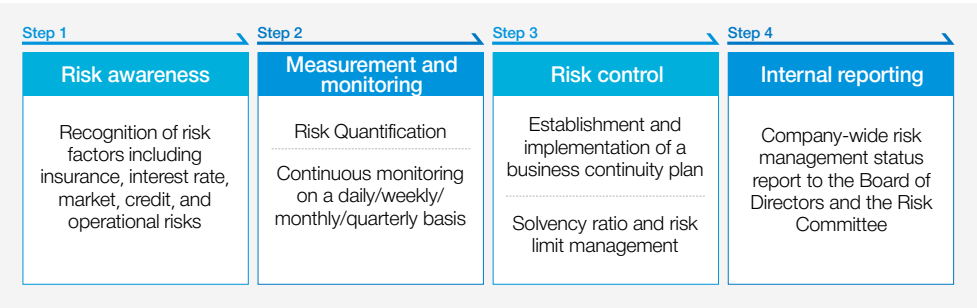 Step 1
Risk awareness
Recognition of risk
factors including
insurance, interest rate,
market, credit, and
operational risks
Step 2
Measurement and
monitoring
Risk Quantification
Continuous monitoring
on a daily/weekly/
monthly/quarterly basis
Step 3
Risk control
Establishment and
implementation of a
business continuity plan
Solvency ratio and risk
limit management
Step 4
Internal reporting
Company-wide risk
management status
report to the Board of
Directors and the Risk
Committee